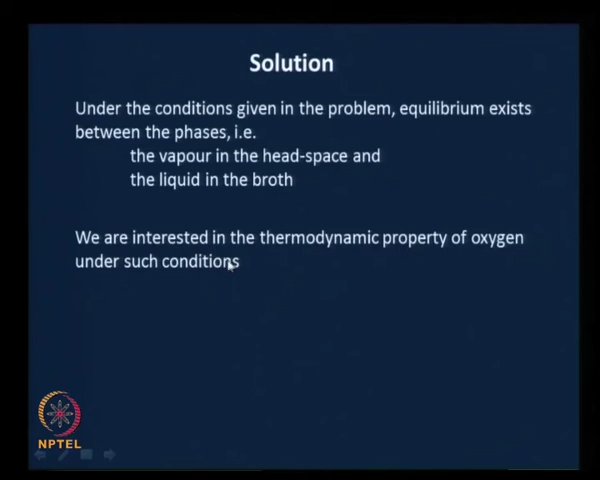 Solution
Under the conditions given in the problem, equilibrium exists
between the phases, i.e.
the vapour in the head-space and
the liquid in the broth
We are interested in the thermodynamic property of oxygen
under such conditions
NPTEL